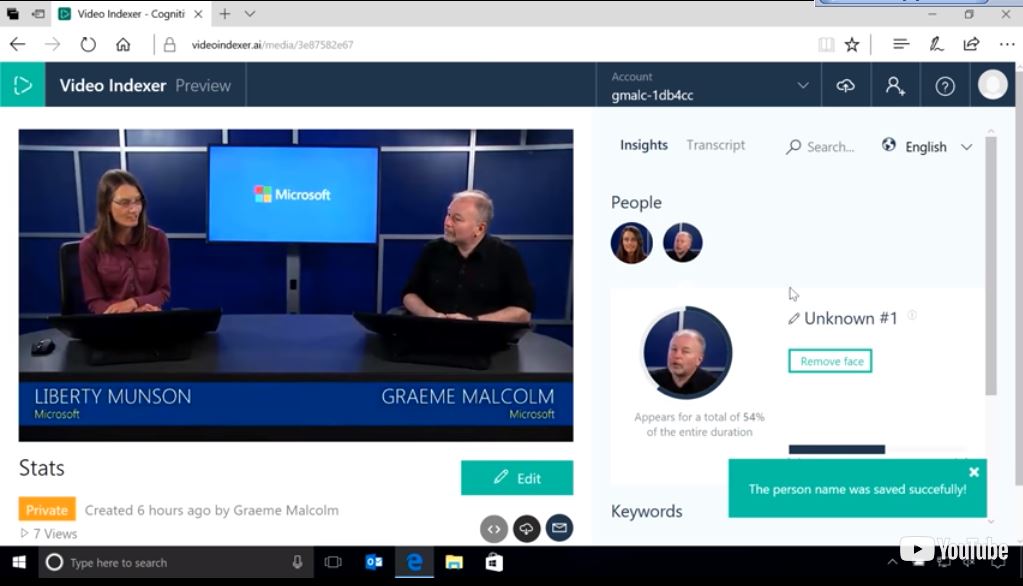 Video Indexer - Cogniti
videoindexer.ai/media/3e87582e67
Video Indexer Preview
Account
gmalc-1db4cc
Insights
Transcript
Search...
English
Microsoft
People
Unknown #1
Remove face
Appears for a total of 54%
of the entire duration
LIBERTY MUNSON
Microsoft
GRAEME MALCOLM
Microsoft
Stats
Edit
The person name was saved succefully!
Private
Created 6 hours ago by Graeme Malcolm
7 Views
Keywords
YouTube
Type here to search